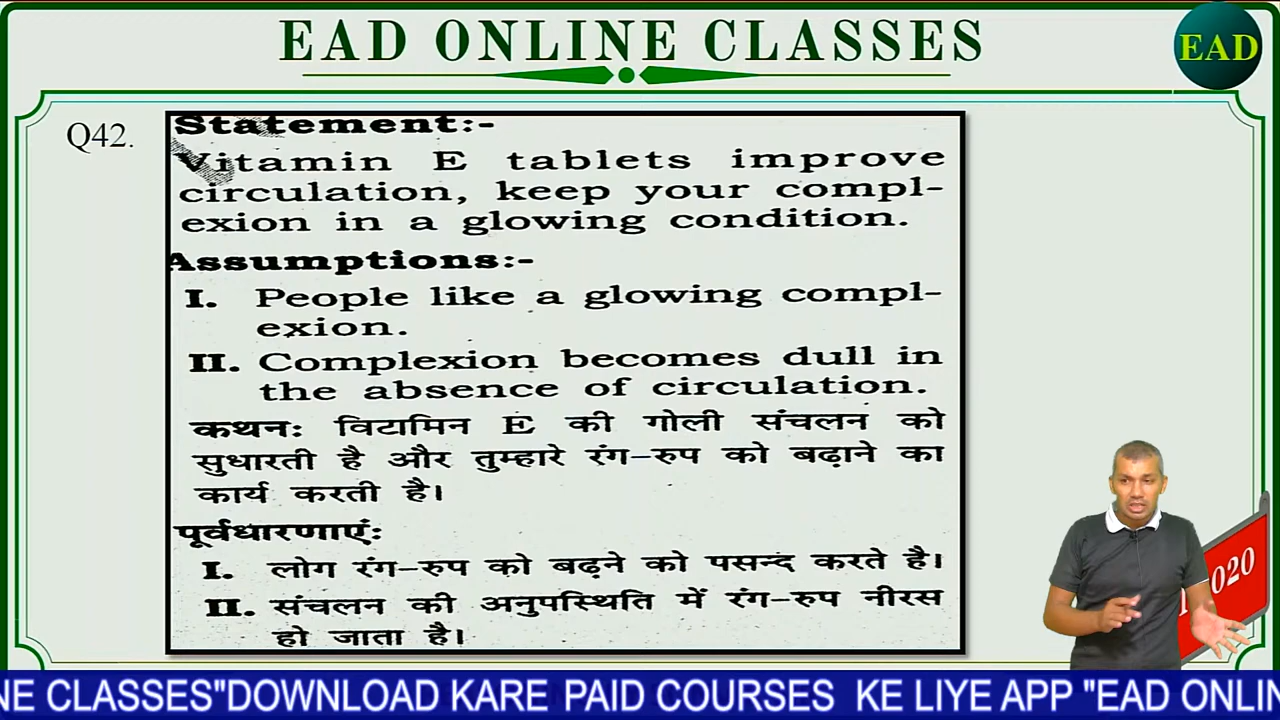 EAD ONLINE CLASSES
EAD
Q42.
Statement:-
Vitamin E tablets improve
circulation, keep your compl-
exion in a glowing condition.
Assumptions:-
I. People like a glowing compl-
exion.
II. Complexion becomes dull in
the absence of circulation.
कथनः विटामिन E की गोली संचलन को
सुधारती है और तुम्हारे रंग-रुप को बढ़ाने का
कार्य करती है।
पूर्वधारणाएंः
I. लोग रंग-रुप को बढ़ने को पसन्द करते है।
II. संचलन की अनुपस्थिति में रंग-रुप नीरस
हो जाता है।
020
NE CLASSES"DOWNLOAD KARE PAID COURSES KE LIYE APP "EAD ONLIN